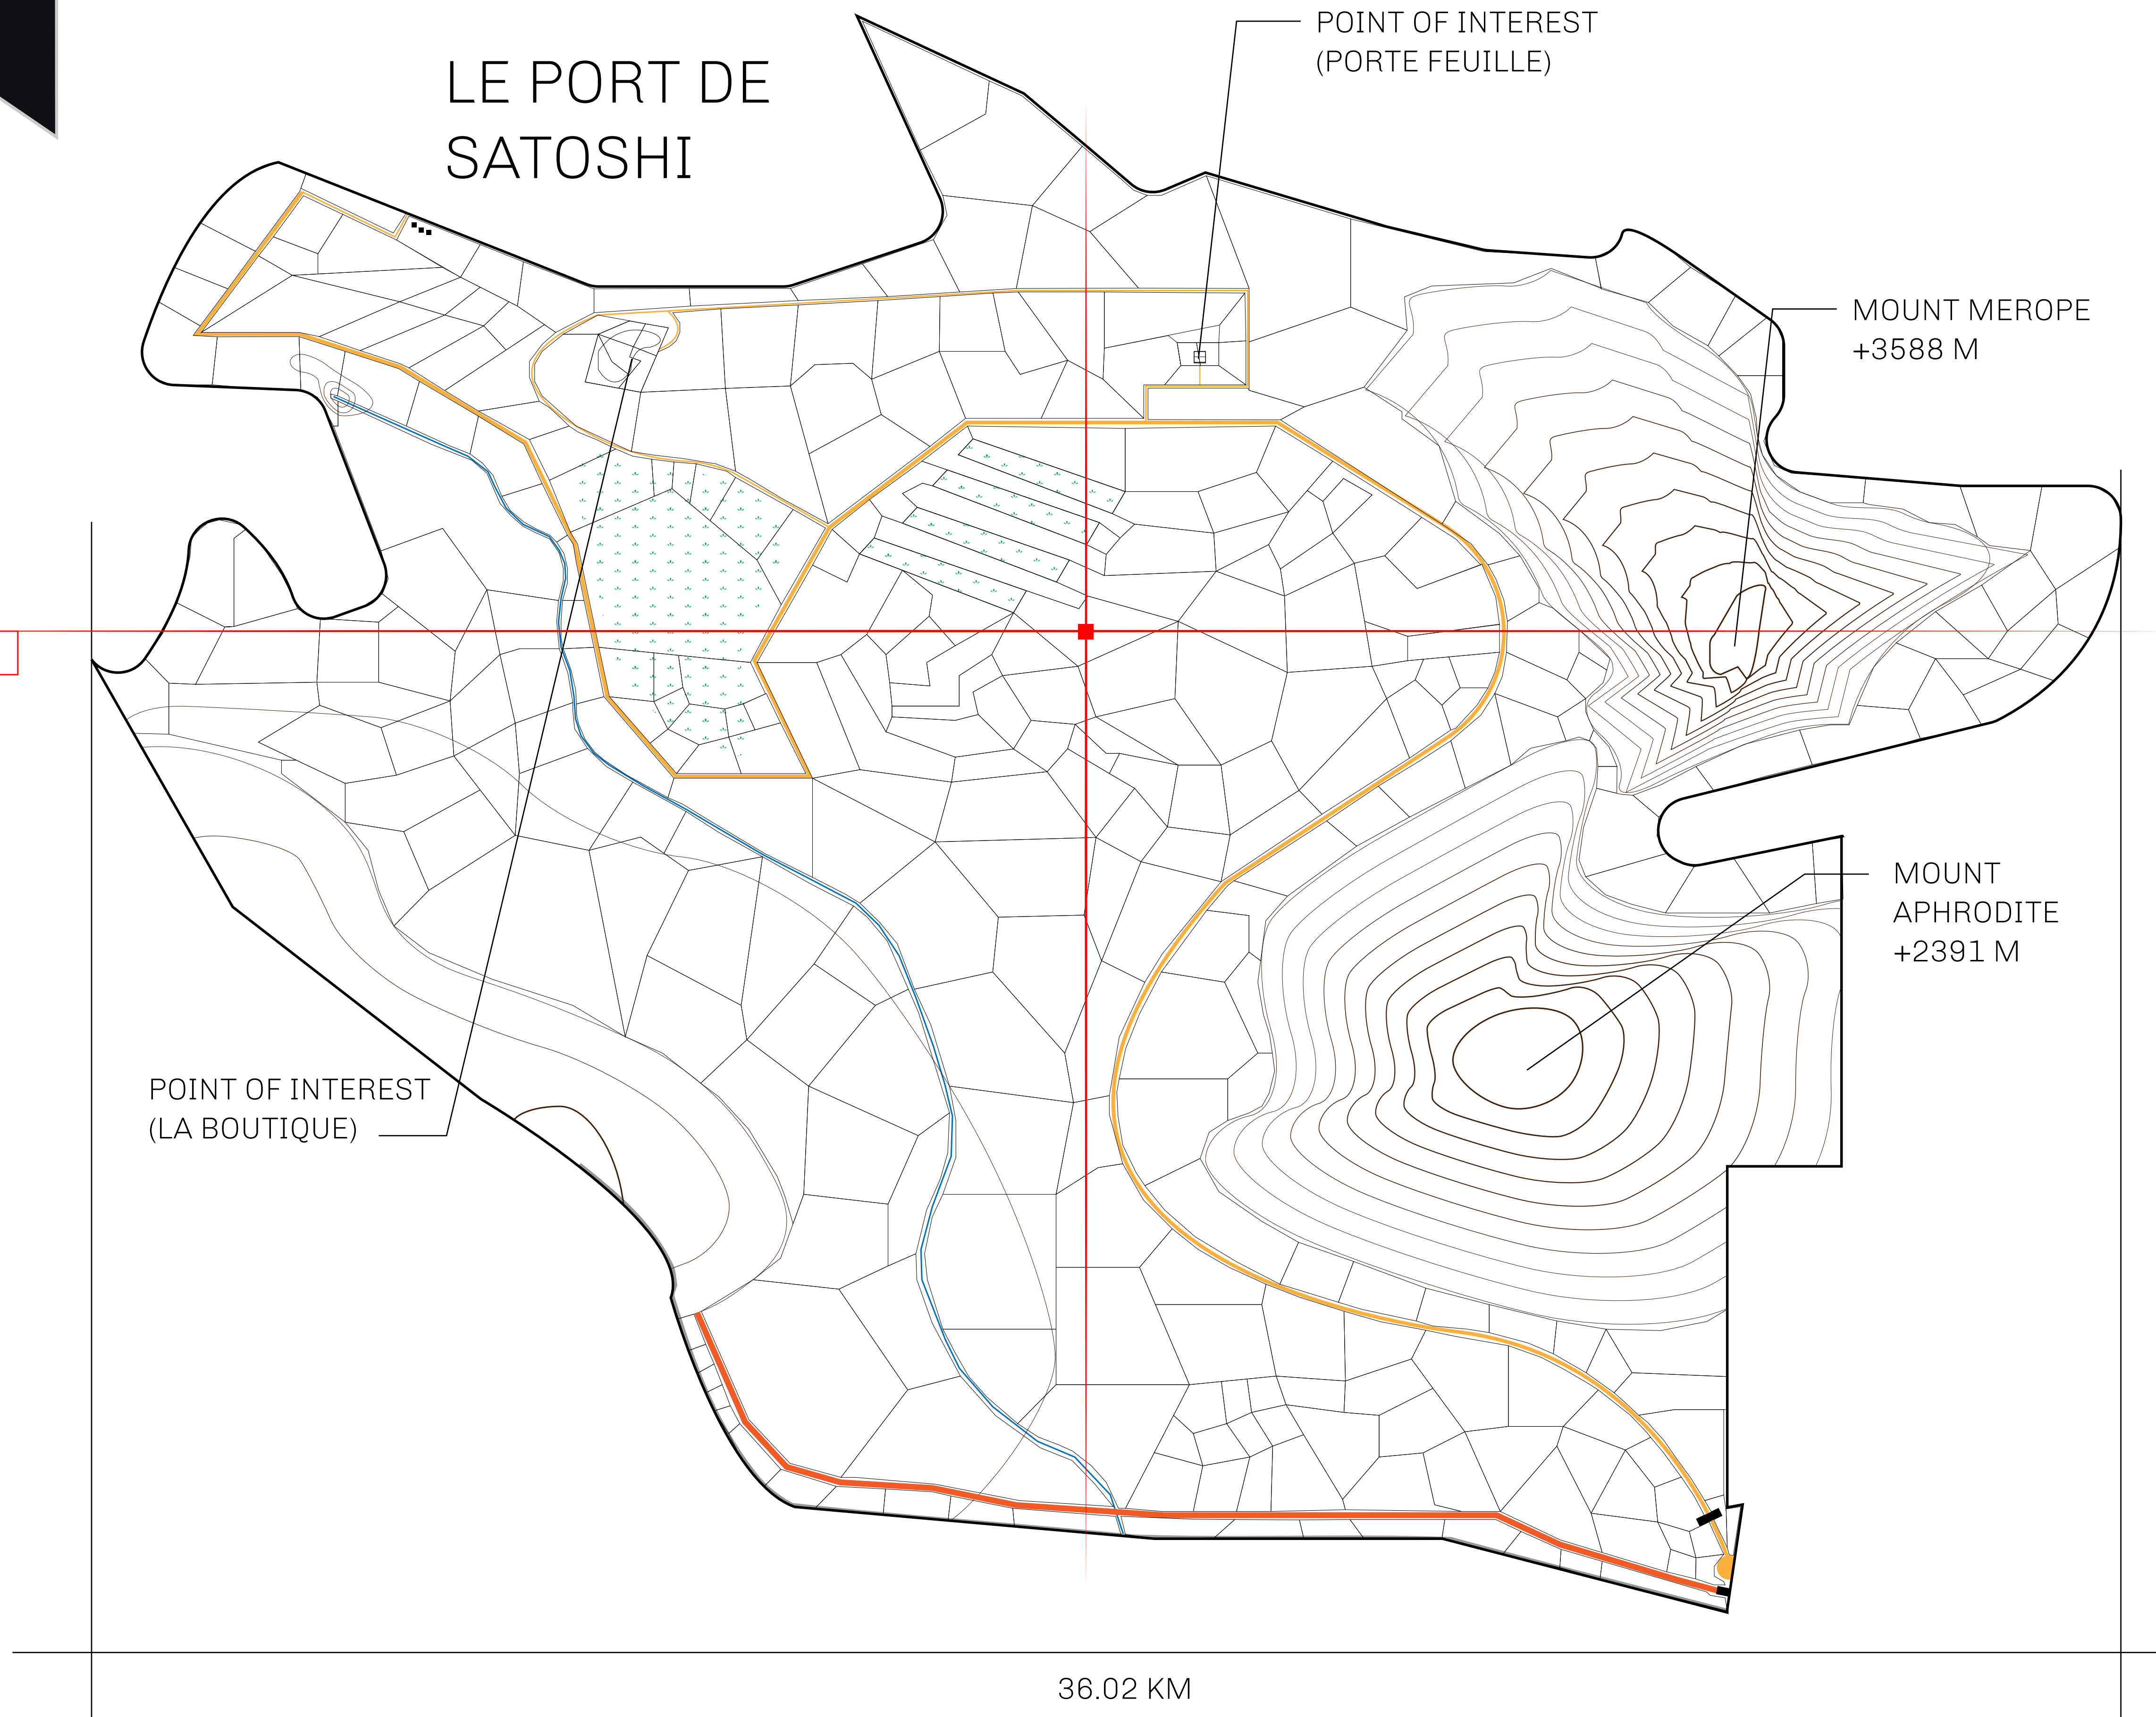 POINT OF INTEREST
(PORTE FEUILLE)
LE PORT DE
SATOSHI
MOUNT MEROPE
+3588 M
MOUNT
APHRODITE
+2391 M
POINT OF INTEREST
(LA BOUTIQUE)
36.02 KM